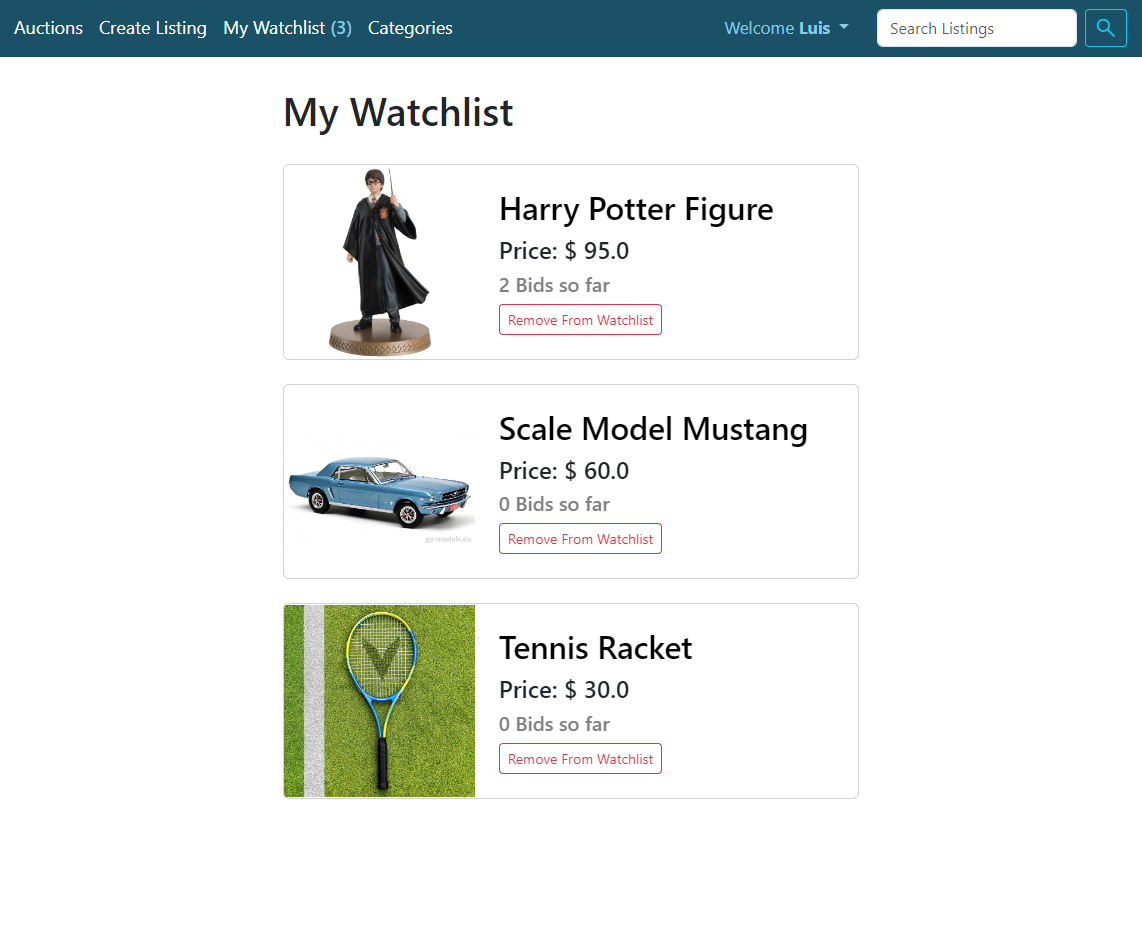 Auctions Create Listing My Watchlist (3) Categories Welcome Luis Search Listings
My Watchlist
Harry Potter Figure
Price: $ 95.0
2 Bids so far
Remove From Watchlist
Scale Model Mustang
Price: $ 60.0
0 Bids so far
gp-models.eu
Remove From Watchlist
Tennis Racket
Price: $ 30.0
0 Bids so far
Remove From Watchlist